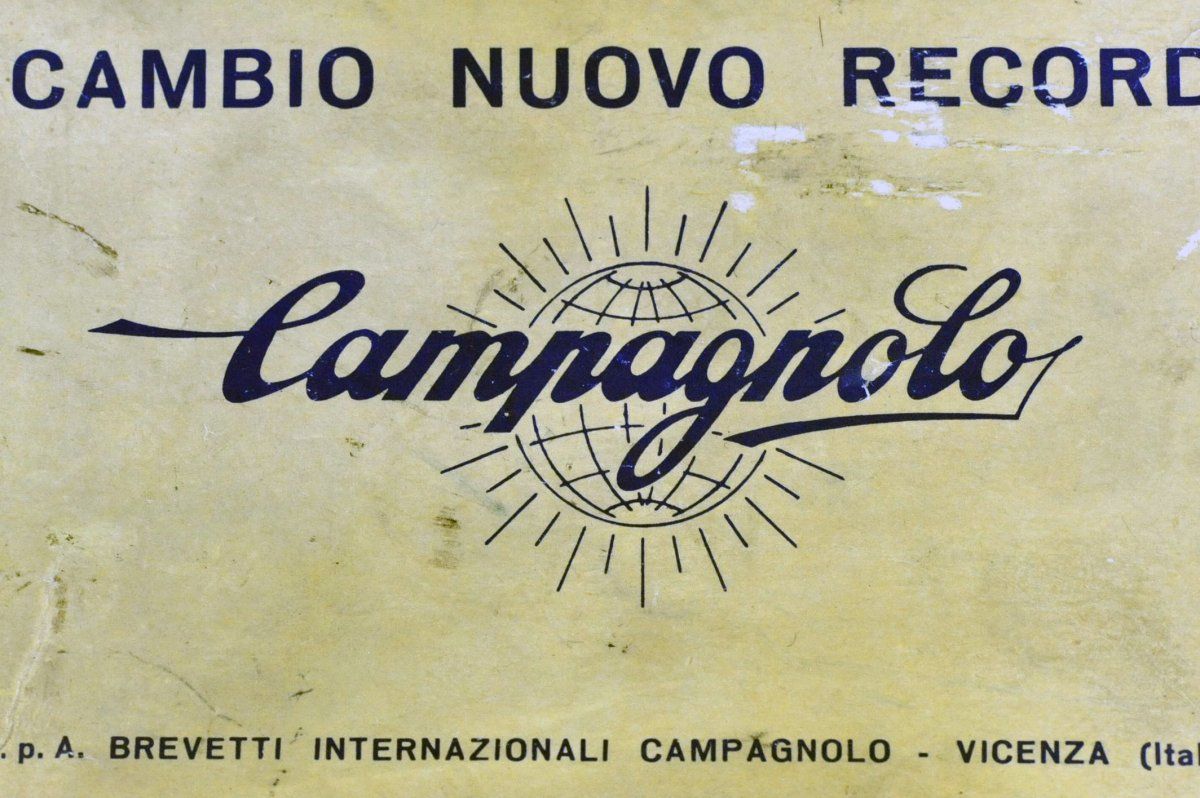 CAMBIO NUOVO RECORD
Campagnolo
. p. A. BREVETTI INTERNAZIONALI CAMPAGNOLO - VICENZA (Ital